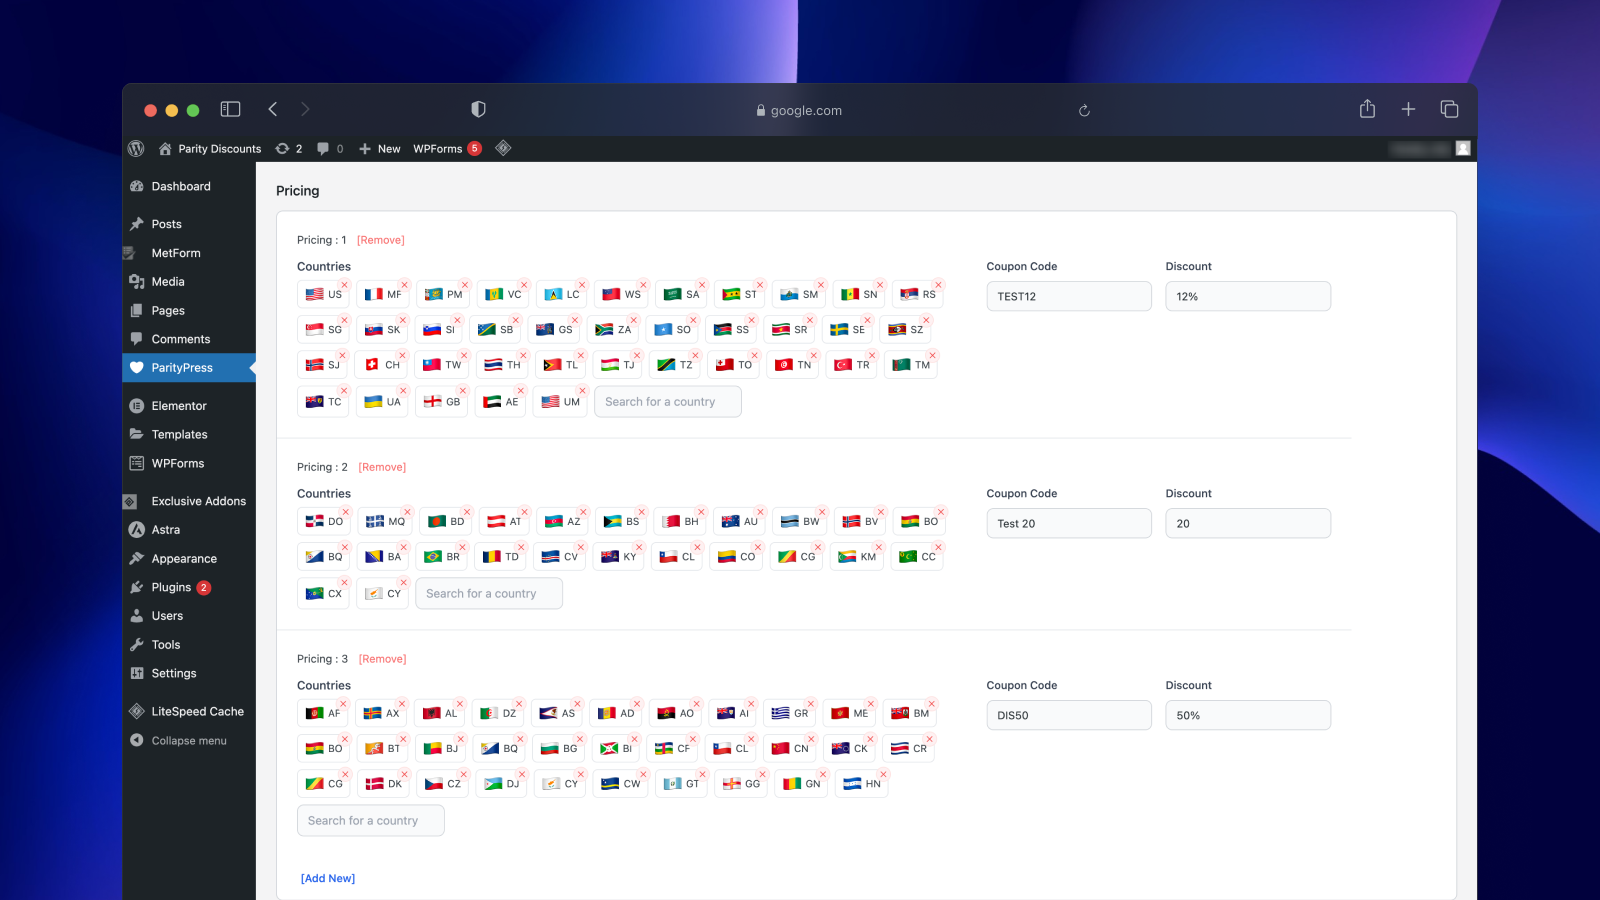 google.com
Parity Discounts 2 0 New WPForms 5
Dashboard
Posts
MetForm
Media
Pages
Comments
ParityPress
Elementor
Templates
WPForms
Exclusive Addons
Astra
Appearance
Plugins 2
Users
Tools
Settings
LiteSpeed Cache
Collapse menu
Pricing
Pricing : 1 [Remove]
Countries
US MF PM VC LC WS SA ST SM SN RS
SG SK SI SB GS ZA SO SS SR SE SZ
SJ CH TW TH TL TJ TZ TO TN TR TM
TC UA GB AE UM Search for a country
Coupon Code
TEST12
Discount
12%
Pricing : 2 [Remove]
Countries
DO MQ BD AT AZ BS BH AU BW BV BO
BQ BA BR TD CV KY CL CO CG KM CC
CX CY Search for a country
Coupon Code
Test 20
Discount
20
Pricing : 3 [Remove]
Countries
AF AX AL DZ AS AD AO AI GR ME BM
BO BT BJ BQ BG BI CF CL CN CK CR
CG DK CZ DJ CY CW GT GG GN HN
Search for a country
Coupon Code
DIS50
Discount
50%
[Add New]